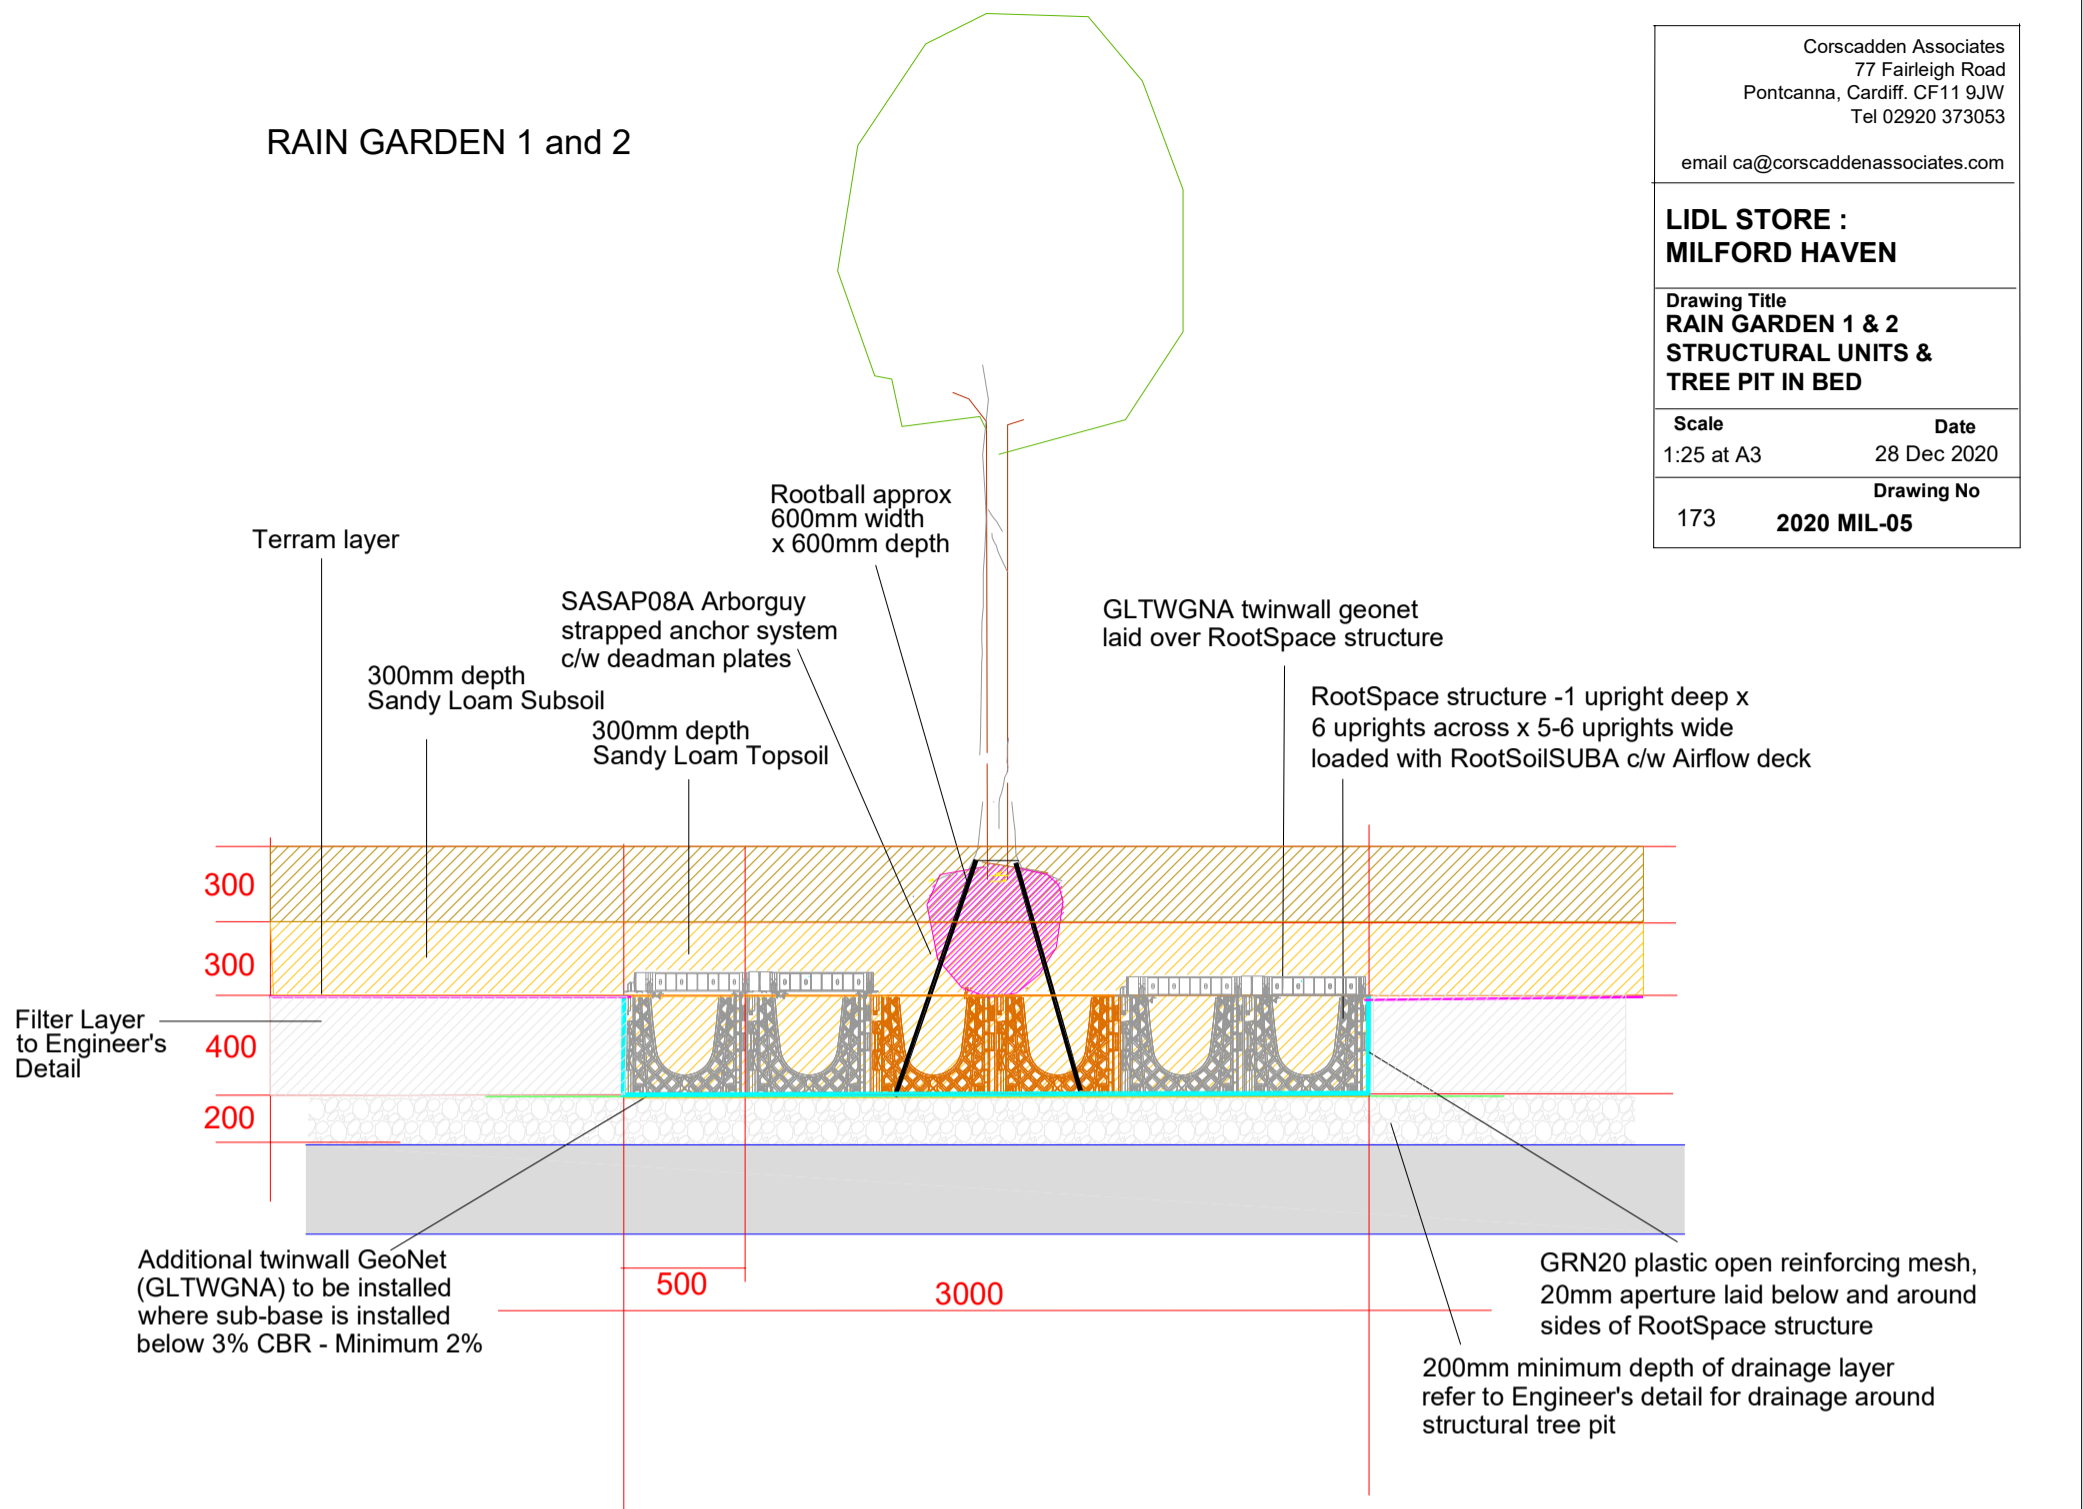 RAIN GARDEN 1 and 2
Corscadden Associates
77 Fairleigh Road
Pontcanna, Cardiff. CF11 9JW
Tel 02920 373053
email ca@corscaddenassociates.com
LIDL STORE :
MILFORD HAVEN
Drawing Title
RAIN GARDEN 1 & 2
STRUCTURAL UNITS &
TREE PIT IN BED
Scale
Date
1:25 at A3
28 Dec 2020
Drawing No
173
2020 MIL-05
Rootball approx
600mm width
x 600mm depth
Terram layer
SASAP08A Arborguy
strapped anchor system
c/w deadman plates
GLTWGNA twinwall geonet
laid over RootSpace structure
300mm depth
Sandy Loam Subsoil
300mm depth
Sandy Loam Topsoil
RootSpace structure -1 upright deep x
6 uprights across x 5-6 uprights wide
loaded with RootSoilSUBA c/w Airflow deck
300
300
Filter Layer
to Engineer's
Detail
400
200
Additional twinwall GeoNet
(GLTWGNA) to be installed
where sub-base is installed
below 3% CBR - Minimum 2%
500
3000
GRN20 plastic open reinforcing mesh,
20mm aperture laid below and around
sides of RootSpace structure
200mm minimum depth of drainage layer
refer to Engineer's detail for drainage around
structural tree pit